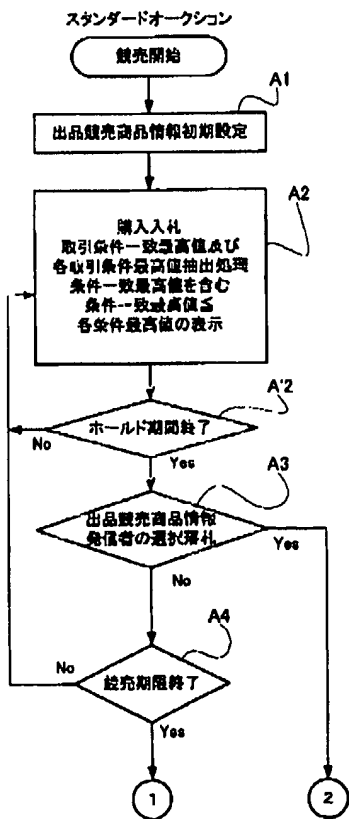 スタンダードオークション
競売開始
A1
出品競売商品情報初期設定
A2
購入入札
取引条件一致最高値及び
各取引条件最高値抽出処理
条件一致最高値を含む
条件一致最高値≦
各条件最高値の表示
A'2
ホールド期間終了
No
Yes
A3
出品競売商品情報
発信者の選択落札
Yes
No
A4
競売期限終了
No
Yes
1
2